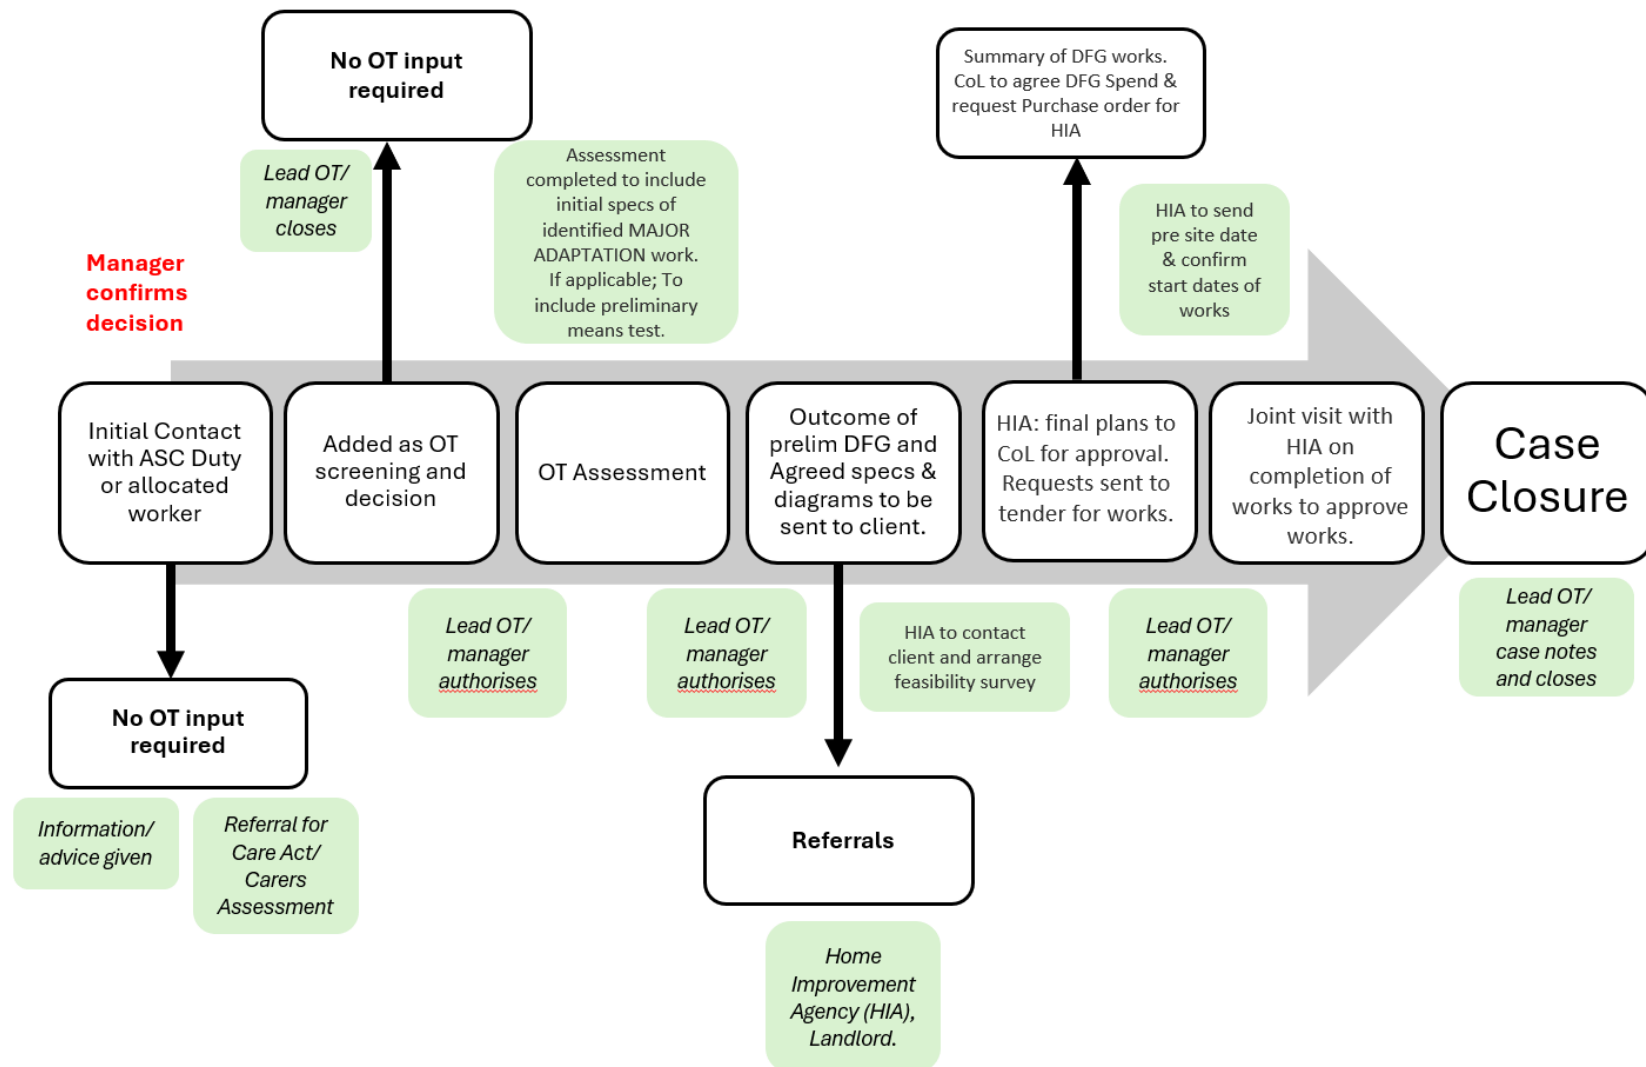 No OT input
required
Summary of DFG works.
CoL to agree DFG Spend &
request Purchase order for
HIA
Lead OT/
manager
closes
Assessment
completed to include
initial specs of
identified MAJOR
ADAPTATION work.
If applicable; To
include preliminary
means test.
HIA to send
pre site date
& confirm
start dates of
works
Manager
confirms
decision
Initial Contact
with ASC Duty
or allocated
worker
Added as OT
screening and
decision
OT Assessment
Outcome of
prelim DFG and
Agreed specs &
diagrams to be
sent to client.
HIA: final plans to
CoL for approval.
Requests sent to
tender for works.
Joint visit with
HIA on
completion of
works to approve
works.
Case
Closure
Lead OT/
manager
authorises
Lead OT/
manager
authorises
HIA to contact
client and arrange
feasibility survey
Lead OT/
manager
authorises
Lead OT/
manager
case notes
and closes
No OT input
required
Information/
advice given
Referral for
Care Act/
Carers
Assessment
Referrals
Home
Improvement
Agency (HIA),
Landlord.